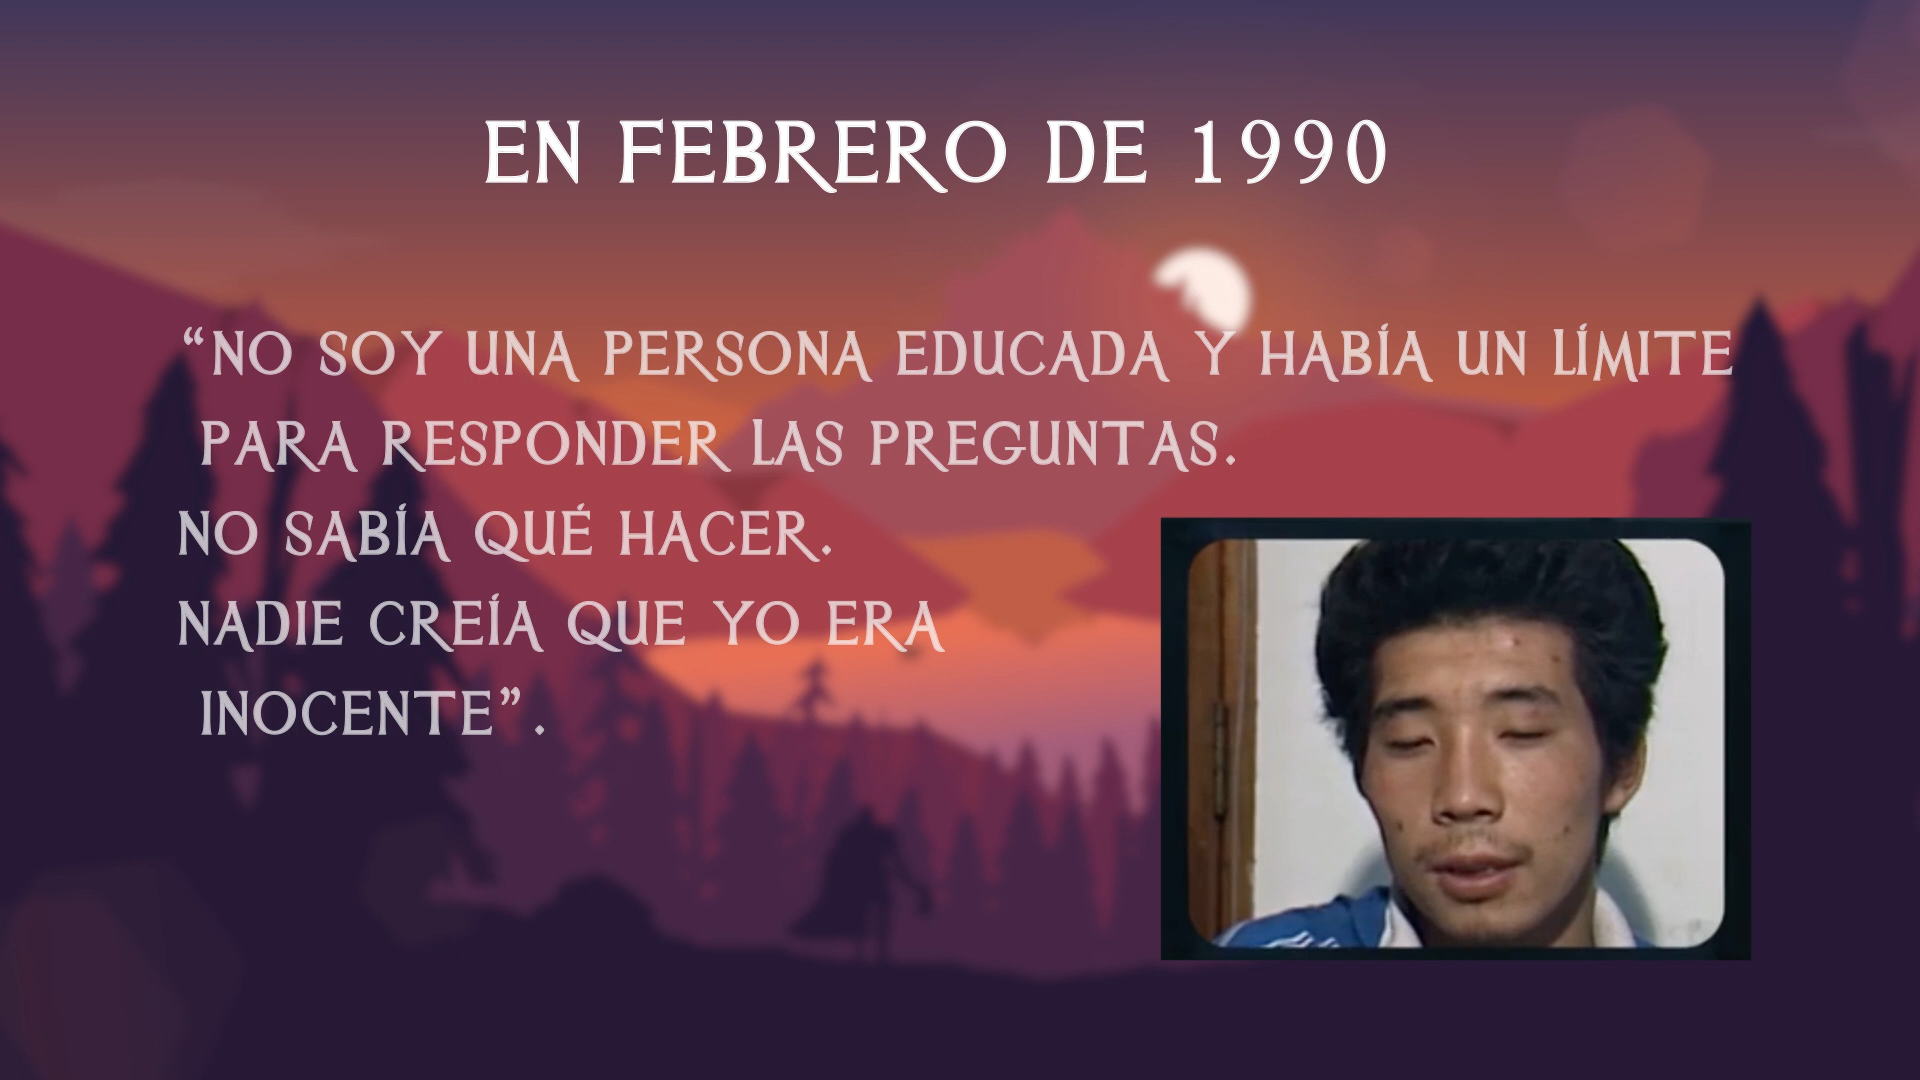 EN FEBRERO DE 1990
“NO SOY UNA PERSONA EDUCADA Y HABÍA UN LÍMITE
PARA RESPONDER LAS PREGUNTAS.
NO SABÍA QUÉ HACER.
NADIE CREÍA QUE YO ERA
INOCENTE”.